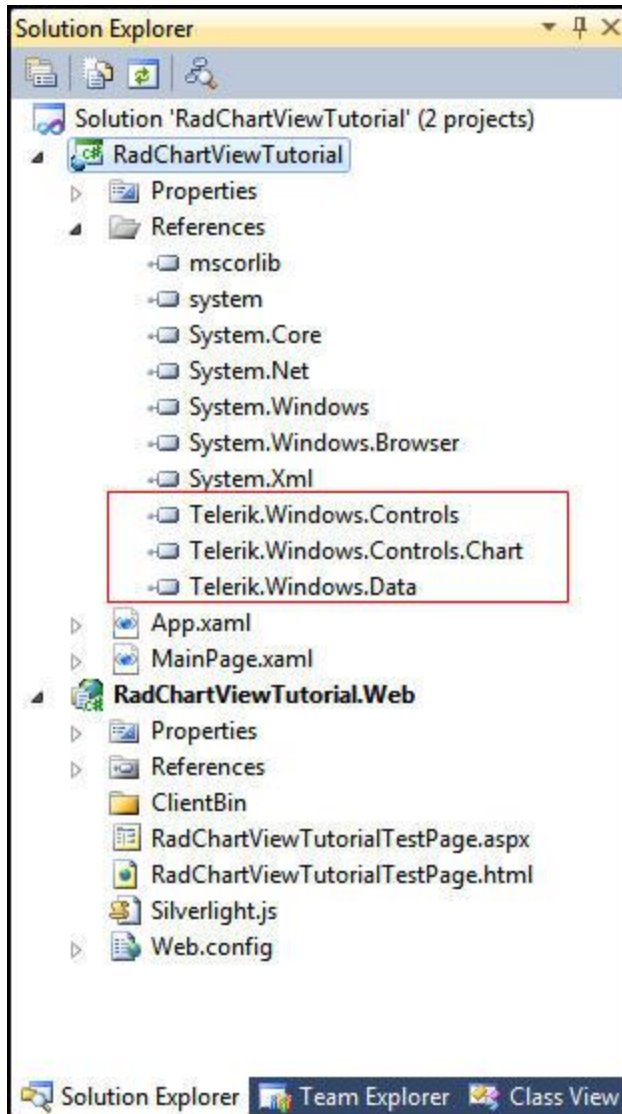 Solution Explorer
Solution 'RadChartViewTutorial' (2 projects)
RadChartViewTutorial
Properties
References
mscorlib
system
System.Core
System.Net
System.Windows
System.Windows.Browser
System.Xml
Telerik.Windows.Controls
Telerik.Windows.Controls.Chart
Telerik.Windows.Data
App.xaml
MainPage.xaml
RadChartViewTutorial.Web
Properties
References
ClientBin
RadChartViewTutorialTestPage.aspx
RadChartViewTutorialTestPage.html
Silverlight.js
Web.config
Solution Explorer Team Explorer Class View